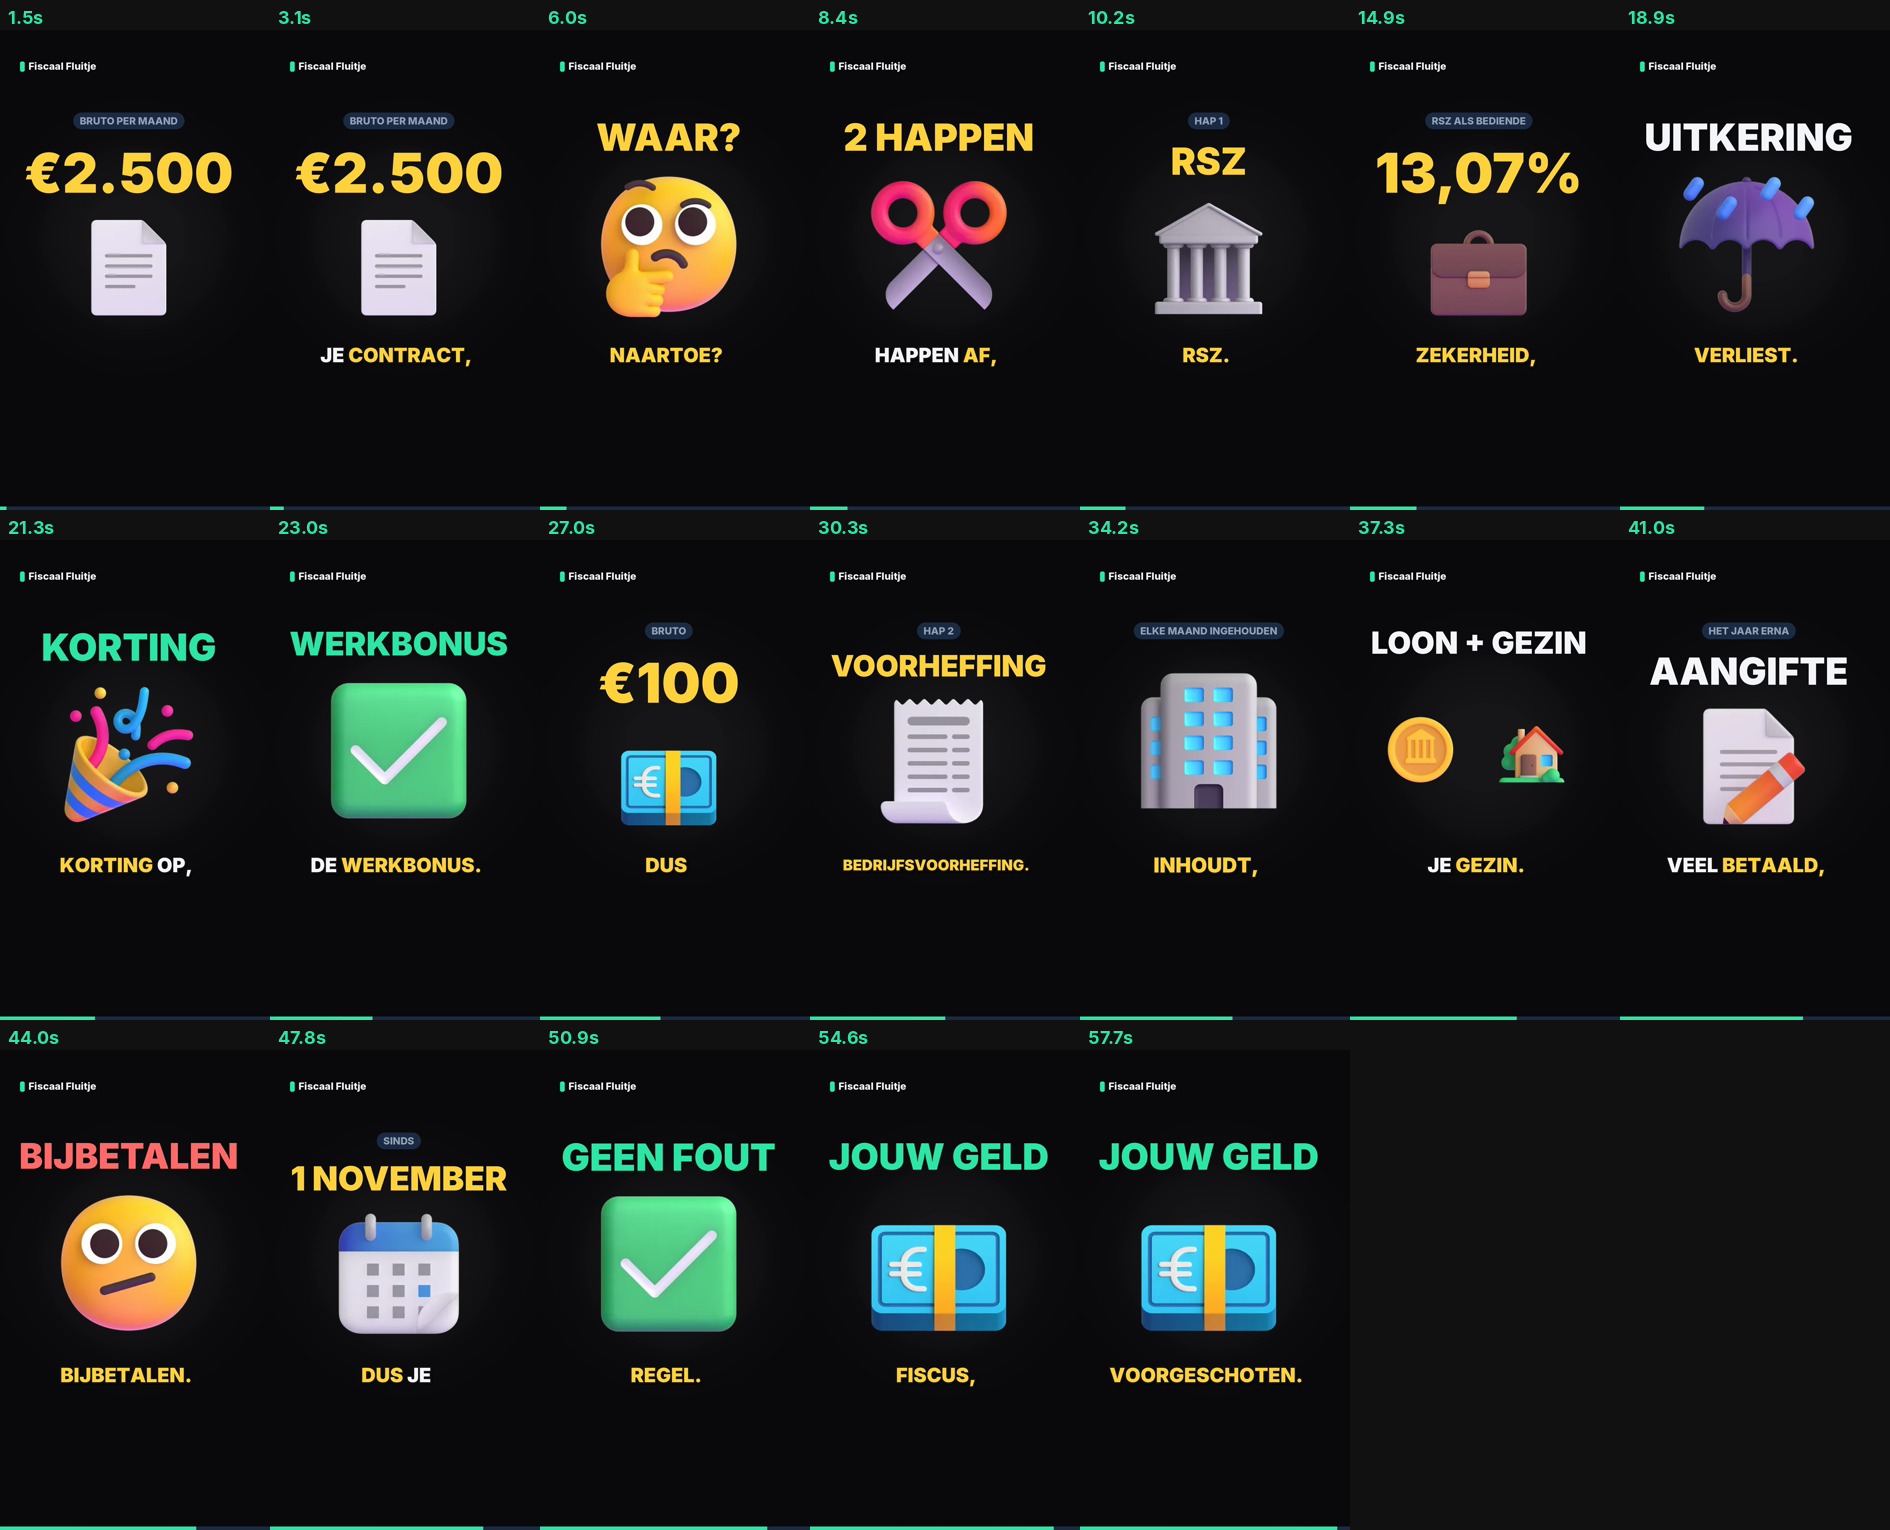 1.5s
Fiscaal Fluitje
BRUTO PER MAAND
€2.500
3.1s
Fiscaal Fluitje
BRUTO PER MAAND
€2.500
JE CONTRACT,
6.0s
Fiscaal Fluitje
WAAR?
NAARTOE?
8.4s
Fiscaal Fluitje
2 HAPPEN
HAPPEN AF,
10.2s
Fiscaal Fluitje
HAP 1
RSZ
RSZ.
14.9s
Fiscaal Fluitje
RSZ ALS BEDIENDE
13,07%
ZEKERHEID,
18.9s
Fiscaal Fluitje
UITKERING
VERLIEST.
21.3s
Fiscaal Fluitje
KORTING
KORTING OP,
23.0s
Fiscaal Fluitje
WERKBONUS
DE WERKBONUS.
27.0s
Fiscaal Fluitje
BRUTO
€100
€
DUS
30.3s
Fiscaal Fluitje
HAP 2
VOORHEFFING
BEDRIJFSVOORHEFFING.
34.2s
Fiscaal Fluitje
ELKE MAAND INGEHOUDEN
INHOUDT,
37.3s
Fiscaal Fluitje
LOON + GEZIN
JE GEZIN.
41.0s
Fiscaal Fluitje
HET JAAR ERNA
AANGIFTE
VEEL BETAALD,
44.0s
Fiscaal Fluitje
BIJBETALEN
BIJBETALEN.
47.8s
Fiscaal Fluitje
SINDS
1 NOVEMBER
DUS JE
50.9s
Fiscaal Fluitje
GEEN FOUT
REGEL.
54.6s
Fiscaal Fluitje
JOUW GELD
€
FISCUS,
57.7s
Fiscaal Fluitje
JOUW GELD
€
VOORGESCHOTEN.